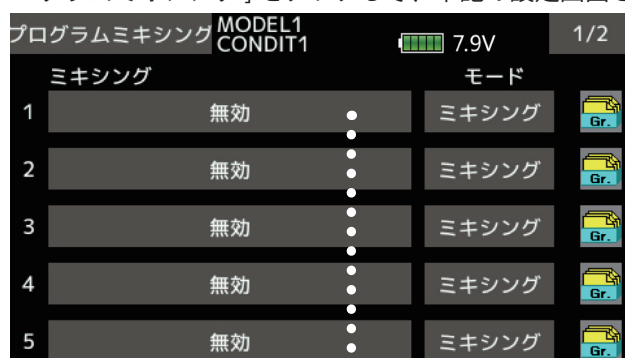 プログラムミキシング MODEL1 CONDIT1 7.9V 1/2
ミキシング モード
1 無効 ミキシング Gr.
2 無効 ミキシング Gr.
3 無効 ミキシング Gr.
4 無効 ミキシング Gr.
5 無効 ミキシング Gr.